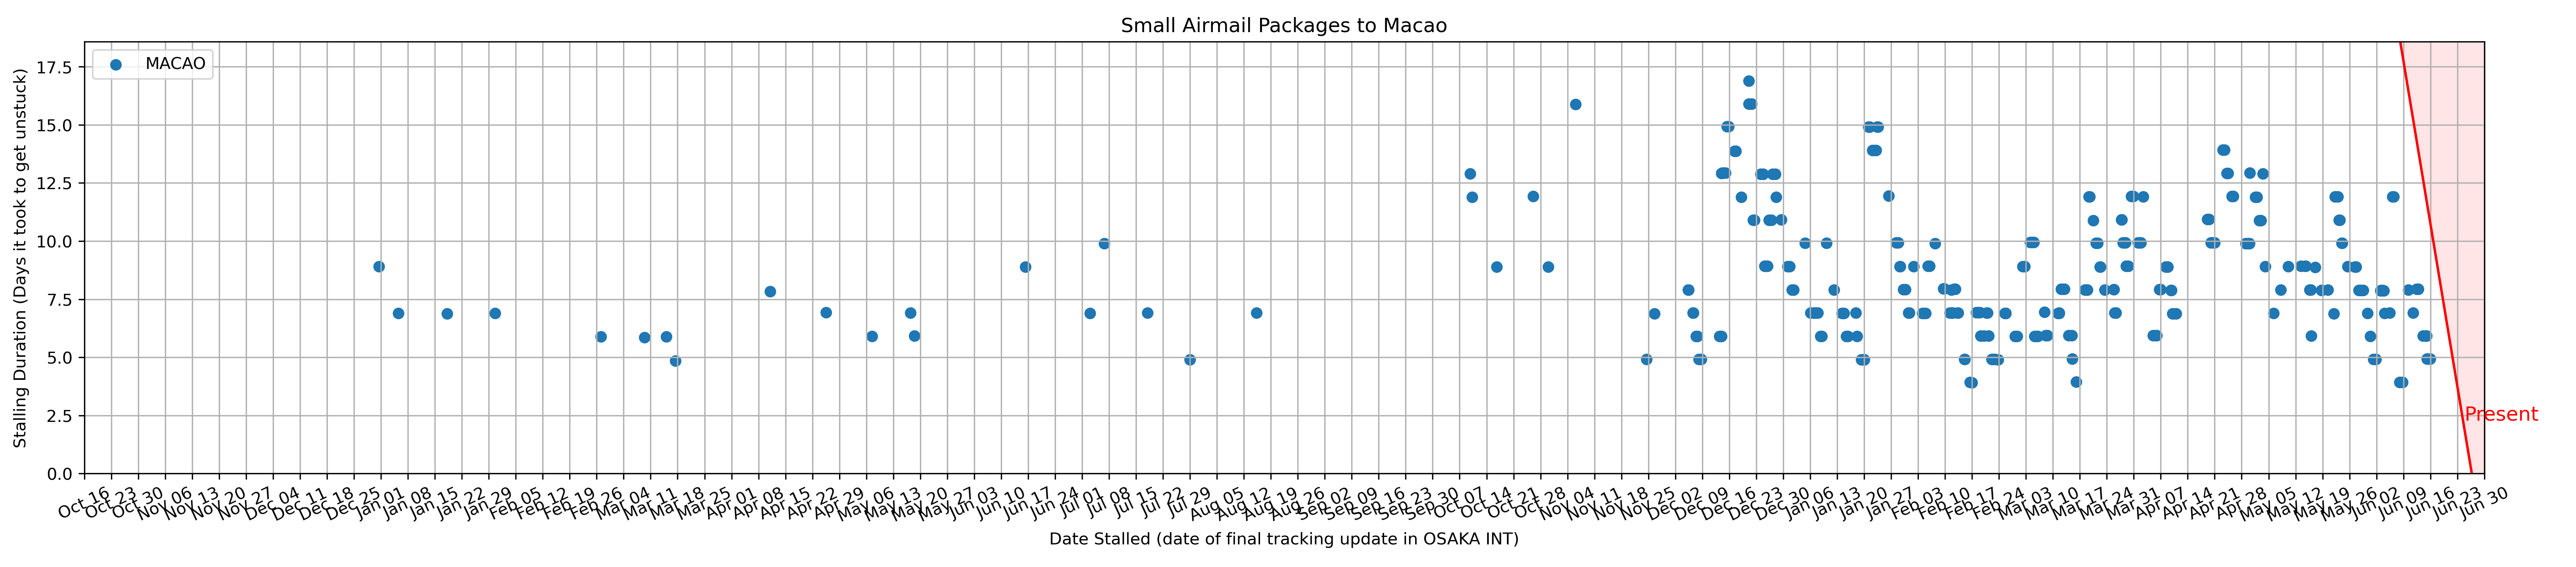 Small Airmail Packages to Macao
MACAO
Stalling Duration (Days it took to get unstuck)
17.5
15.0
12.5
10.0
7.5
5.0
2.5
0.0
Present
Oct 16
Oct 23
Oct 30
Nov 06
Nov 13
Nov 20
Nov 27
Dec 04
Dec 11
Dec 18
Dec 25
Jan 01
Jan 08
Jan 15
Jan 22
Jan 29
Feb 05
Feb 12
Feb 19
Feb 26
Mar 04
Mar 11
Mar 18
Mar 25
Apr 01
Apr 08
Apr 15
Apr 22
Apr 29
May 06
May 13
May 20
May 27
Jun 03
Jun 10
Jun 17
Jun 24
Jul 01
Jul 08
Jul 15
Jul 22
Jul 29
Aug 05
Aug 12
Aug 19
Aug 26
Sep 02
Sep 09
Sep 16
Sep 23
Sep 30
Oct 07
Oct 14
Oct 21
Oct 28
Nov 04
Nov 11
Nov 18
Nov 25
Dec 02
Dec 09
Dec 16
Dec 23
Dec 30
Jan 06
Jan 13
Jan 20
Jan 27
Feb 03
Feb 10
Feb 17
Feb 24
Mar 03
Mar 10
Mar 17
Mar 24
Mar 31
Apr 07
Apr 14
Apr 21
Apr 28
May 05
May 12
May 19
May 26
Jun 02
Jun 09
Jun 16
Jun 23
Jun 30
Date Stalled (date of final tracking update in OSAKA INT)